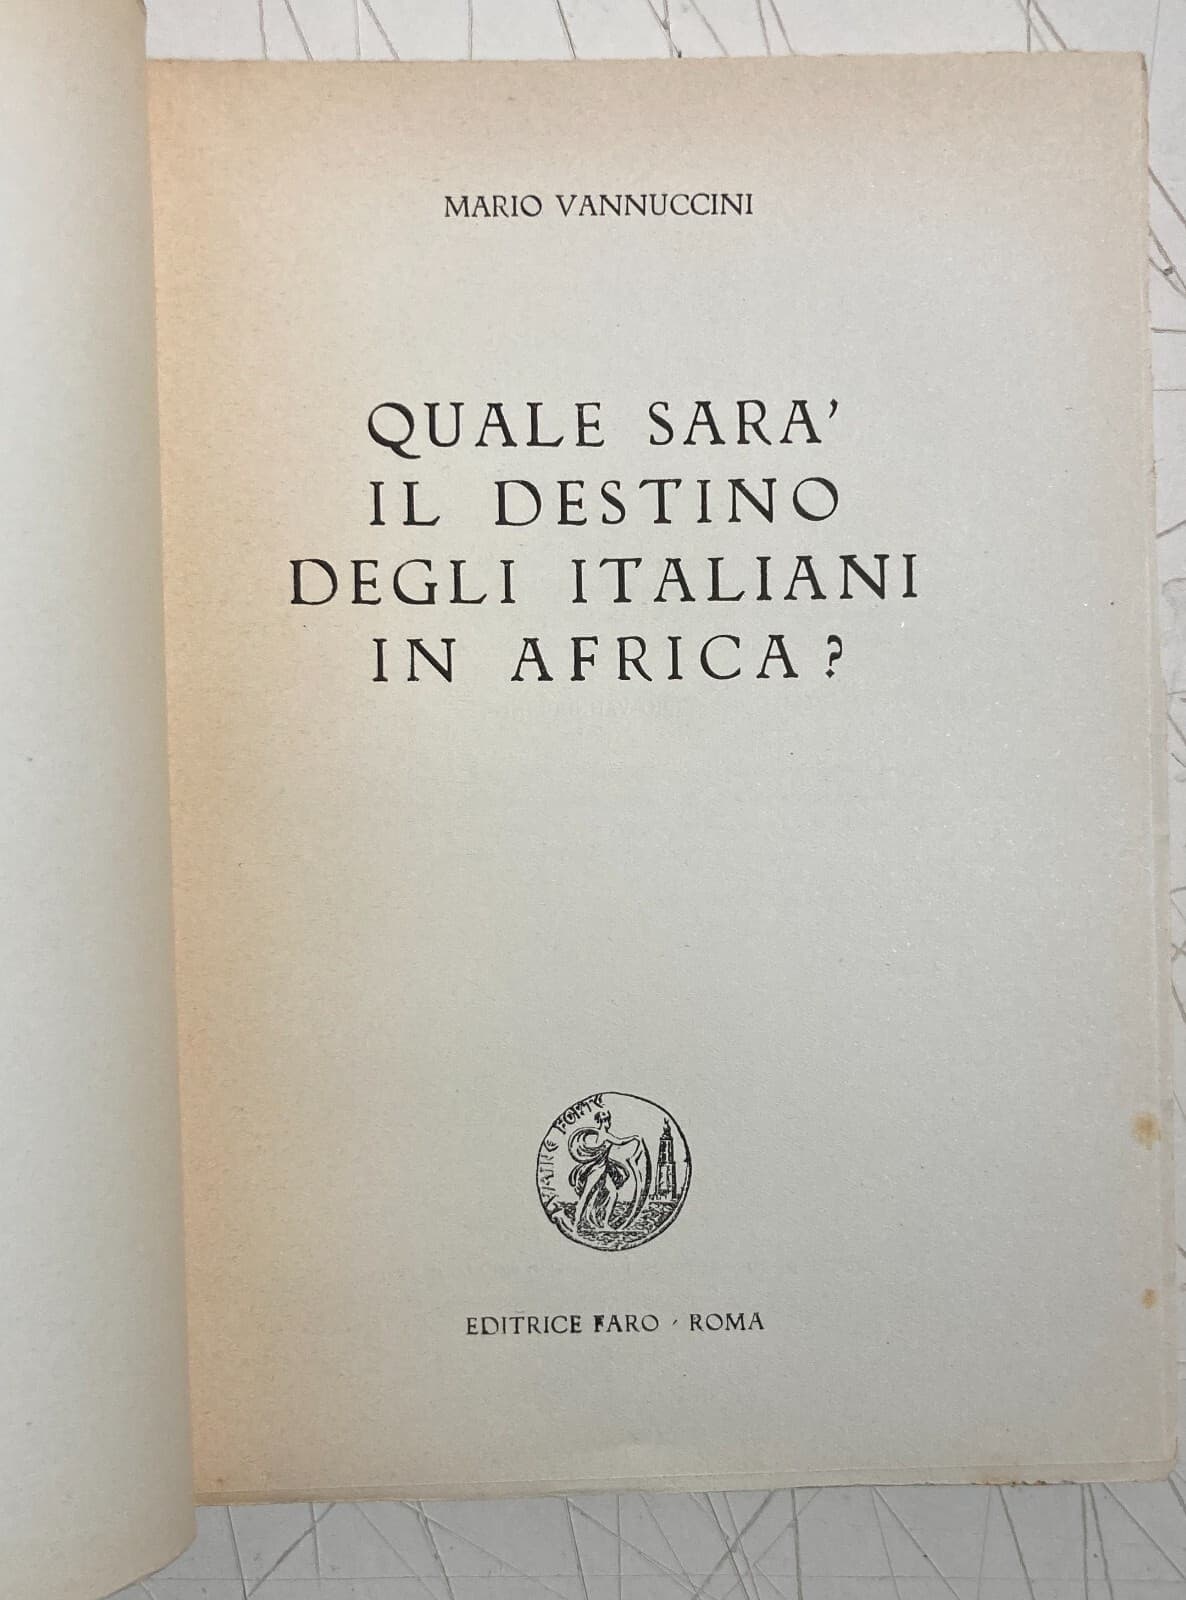 MARIO VANNUCCINI
QUALE SARA'
IL DESTINO
DEGLI ITALIANI
IN AFRICA?
EDITRICE FARO - ROMA